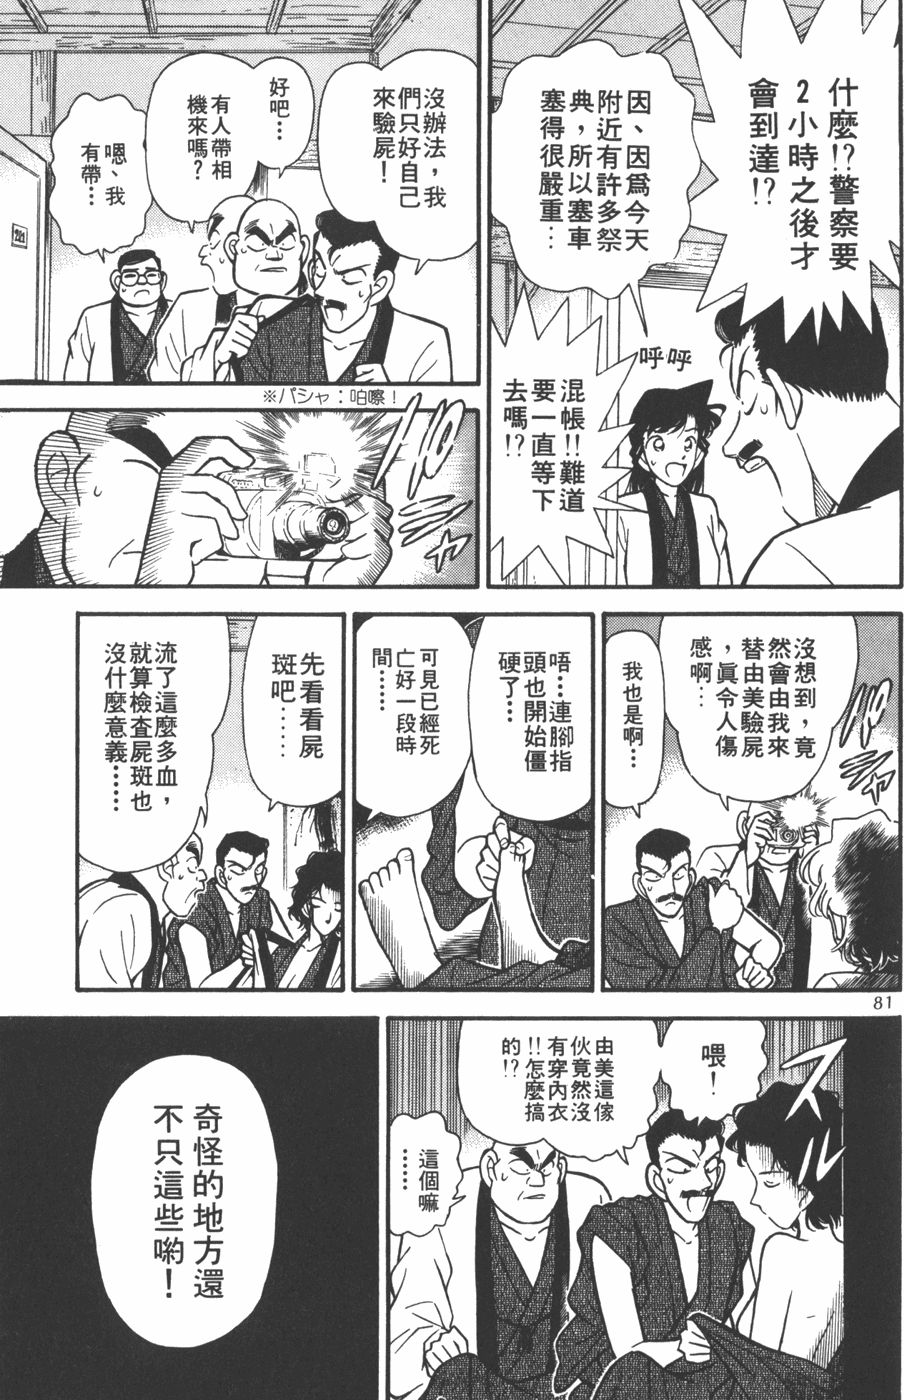 什麼!?警察要
2小時之後才
會到達!?
因、因爲今天
附近有許多祭
典，所以塞車
塞得很嚴重…
呼呼
混帳!!難道
要一直等下
去嗎!?
沒辦法，我
們只好自己
來驗屍！
好吧…
有人帶相
機來嗎？
嗯、我
有帶…
221
※パシャ：咱嚓！
パシャ
沒想到，竟
然會由我來
替由美驗屍
，眞令人傷
感啊…
我也是啊…
パシャ
唔…連腳指
頭也開始僵
硬了…
可見已經死
亡好一段時
間……
先看看屍
斑吧……
流了這麼多血，
就算檢查屍斑也
沒什麼意義……
81
ス
喂！
由美這傢
伙竟然沒
有穿內衣
!!怎麼搞
的!?
這個嘛
……
奇怪的地方還
不只這些喲！